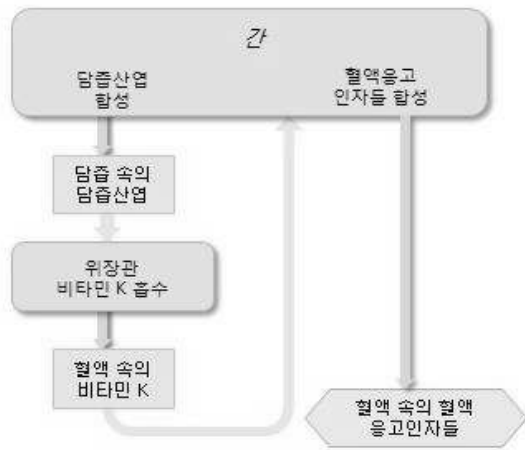 간
담즙산염
합성
혈액응고
인자들 합성
담즙 속의
담즙산염
위장관
비타민 K 흡수
혈액 속의
비타민 K
혈액 속의 혈액
응고인자들